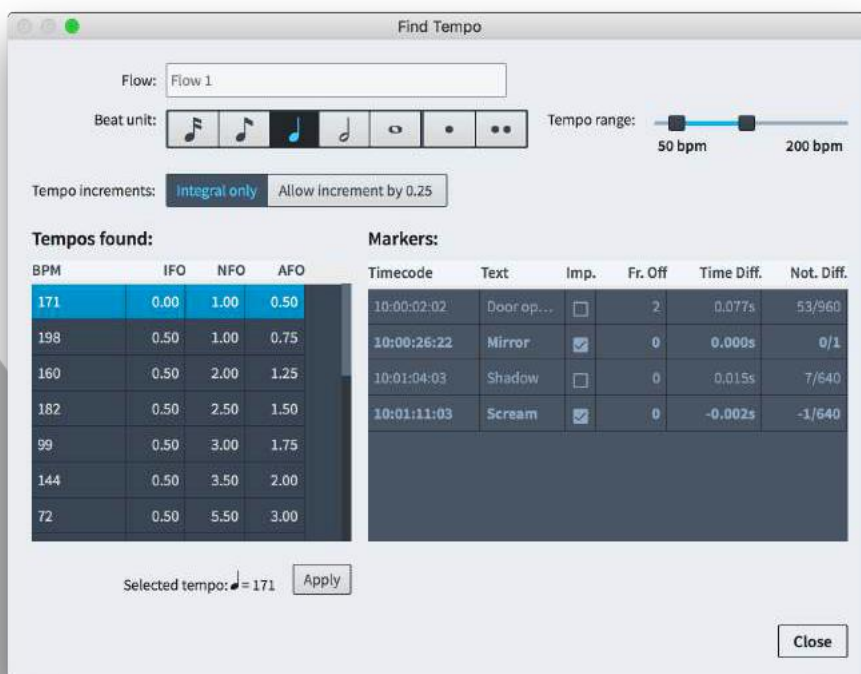 Find Tempo
Flow: Flow 1
Beat unit:
Tempo range:
50 bpm 200 bpm
Tempo increments: Integral only Allow increment by 0.25
Tempos found:
BPM IFO NFO AFO
171 0.00 1.00 0.50
198 0.50 1.00 0.75
160 0.50 2.00 1.25
182 0.50 2.50 1.50
99 0.50 3.00 1.75
144 0.50 3.50 2.00
72 0.50 5.50 3.00
Markers:
Timecode Text Imp. Fr. Off Time Diff. Not. Diff.
10:00:02:02 Door op... 2 0.077s 53/960
10:00:26:22 Mirror 0 0.000s 0/1
10:01:04:03 Shadow 0 0.015s 7/640
10:01:11:03 Scream 0 -0.002s -1/640
Selected tempo: ♩ = 171 Apply
Close